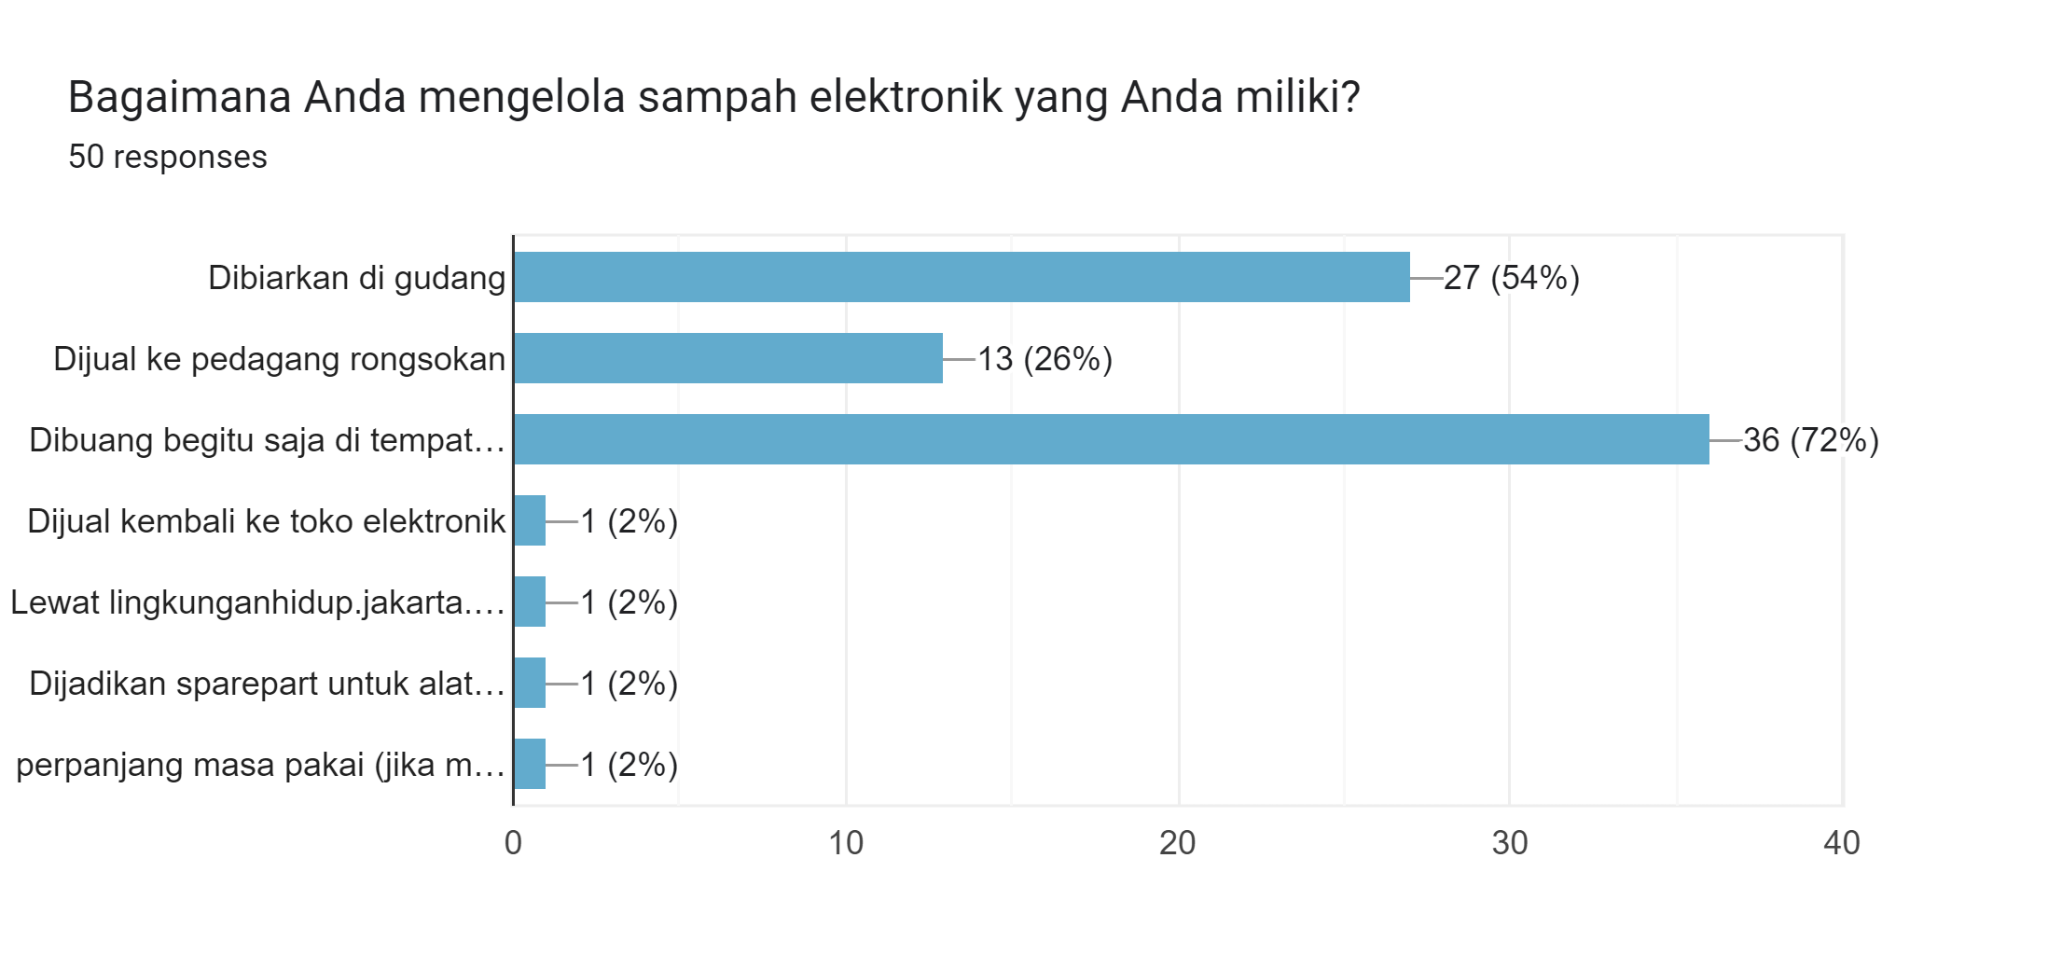 Bagaimana Anda mengelola sampah elektronik yang Anda miliki?
50 responses
Dibiarkan di gudang 27 (54%)
Dijual ke pedagang rongsokan 13 (26%)
Dibuang begitu saja di tempat… 36 (72%)
Dijual kembali ke toko elektronik 1 (2%)
Lewat lingkunganhidup.jakarta.… 1 (2%)
Dijadikan sparepart untuk alat… 1 (2%)
perpanjang masa pakai (jika m… 1 (2%)
0 10 20 30 40